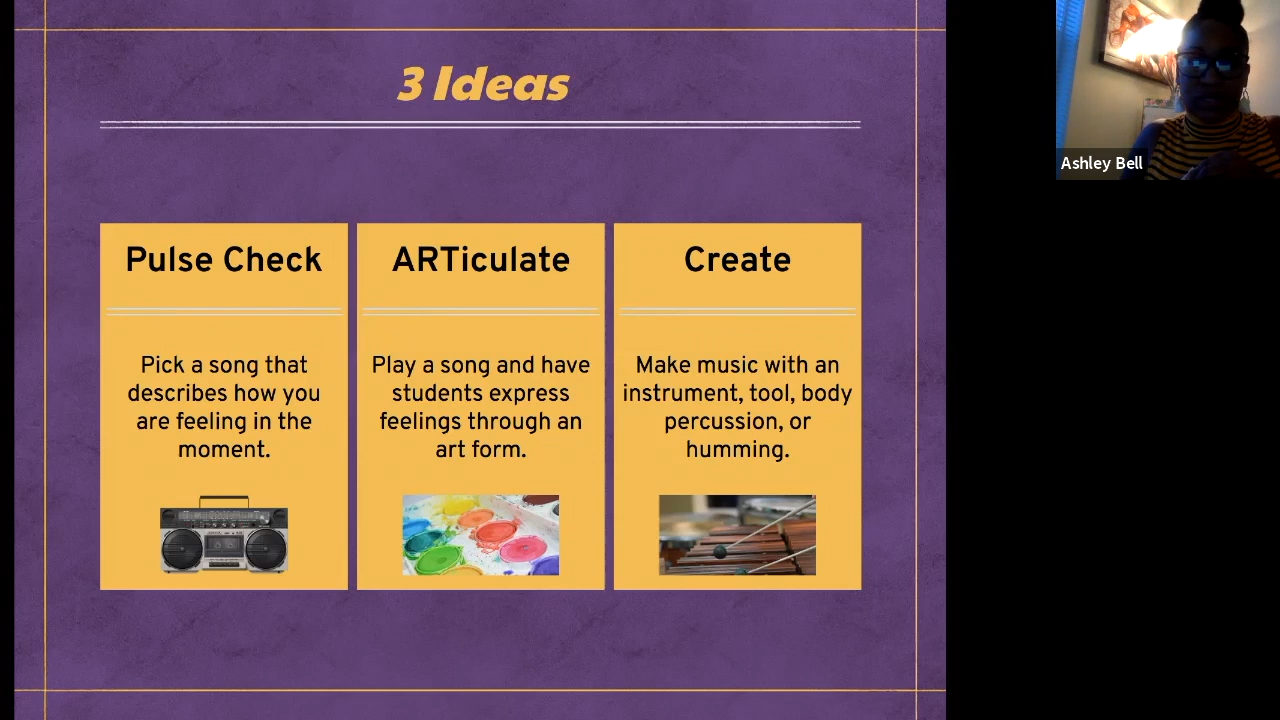 3 Ideas
Pulse Check
Pick a song that
describes how you
are feeling in the
moment.
ARTiculate
Play a song and have
students express
feelings through an
art form.
Create
Make music with an
instrument, tool, body
percussion, or
humming.
Ashley Bell